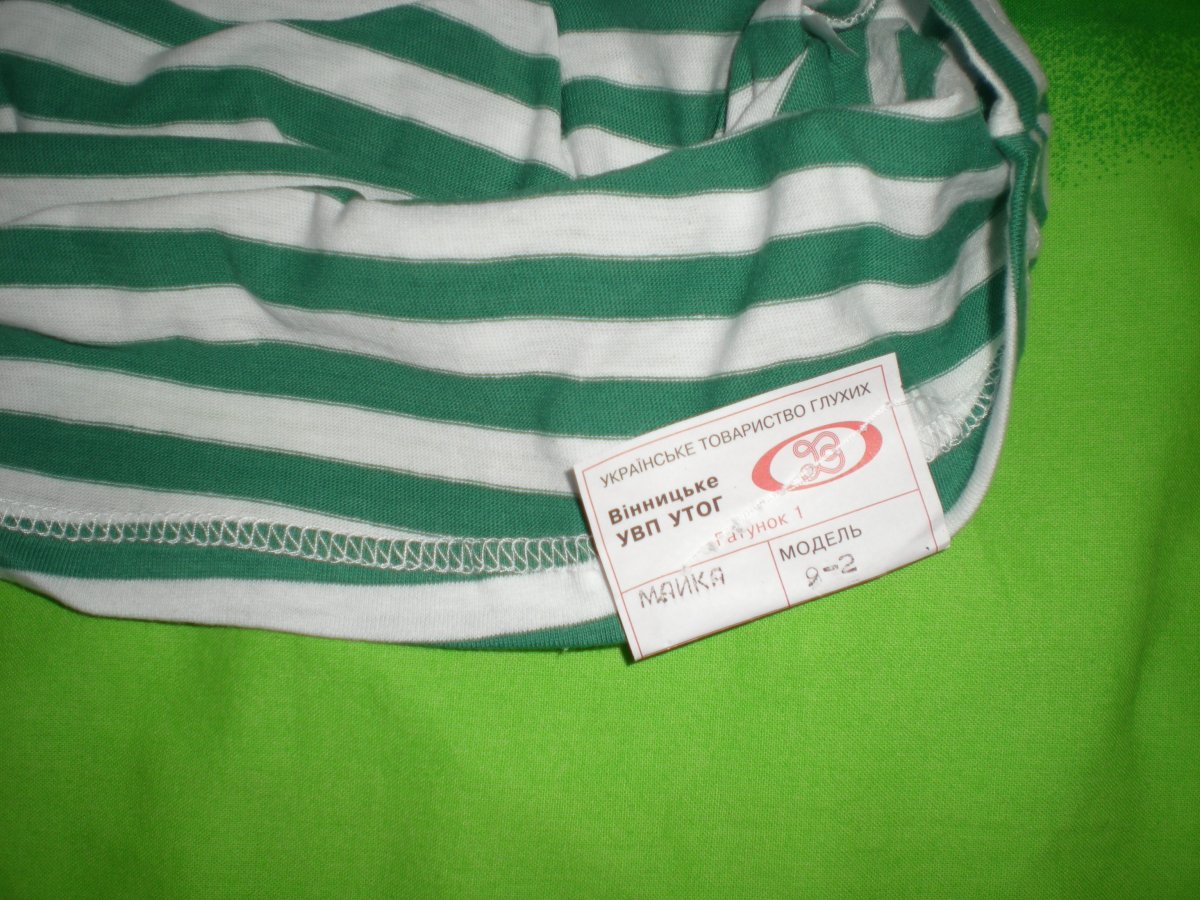 УКРАЇНСЬКЕ ТОВАРИСТВО ГЛУХИХ
Вінницьке
УВП УТОГ
Гатунок 1
МАЙКА
МОДЕЛЬ
9-2